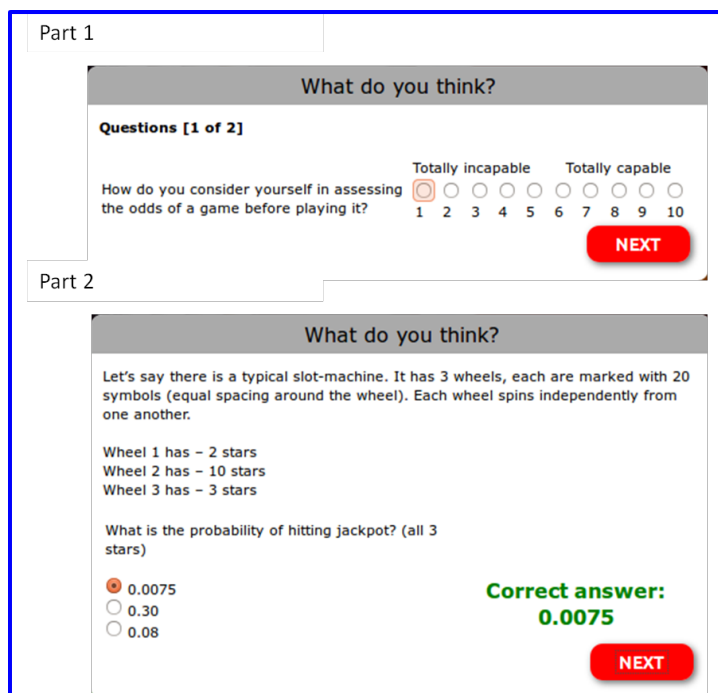 Part 1
What do you think?
Questions [1 of 2]
Totally incapable Totally capable
How do you consider yourself in assessing
the odds of a game before playing it?
1 2 3 4 5 6 7 8 9 10
NEXT
Part 2
What do you think?
Let’s say there is a typical slot-machine. It has 3 wheels, each are marked with 20
symbols (equal spacing around the wheel). Each wheel spins independently from
one another.
Wheel 1 has – 2 stars
Wheel 2 has – 10 stars
Wheel 3 has – 3 stars
What is the probability of hitting jackpot? (all 3
stars)
0.0075
0.30
0.08
Correct answer:
0.0075
NEXT